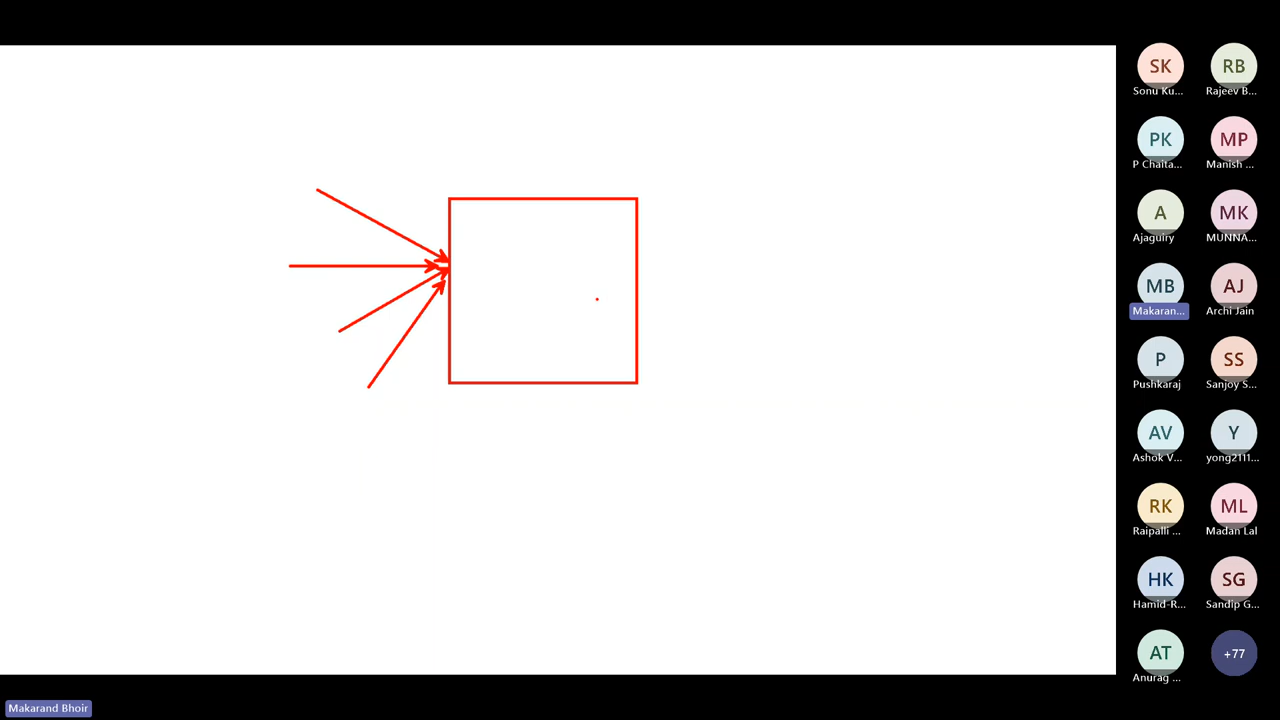 SK RB
Sonu Ku... Rajeev B...
PK MP
P Chaita... Manish ...
A MK
Ajaguiry MUNNA...
MB AJ
Makaran... Archi Jain
P SS
Pushkaraj Sanjoy S...
AV Y
Ashok V... yong2111...
RK ML
Raipalli ... Madan Lal
HK SG
Hamid-R... Sandip G...
AT +77
Anurag ...
Makarand Bhoir